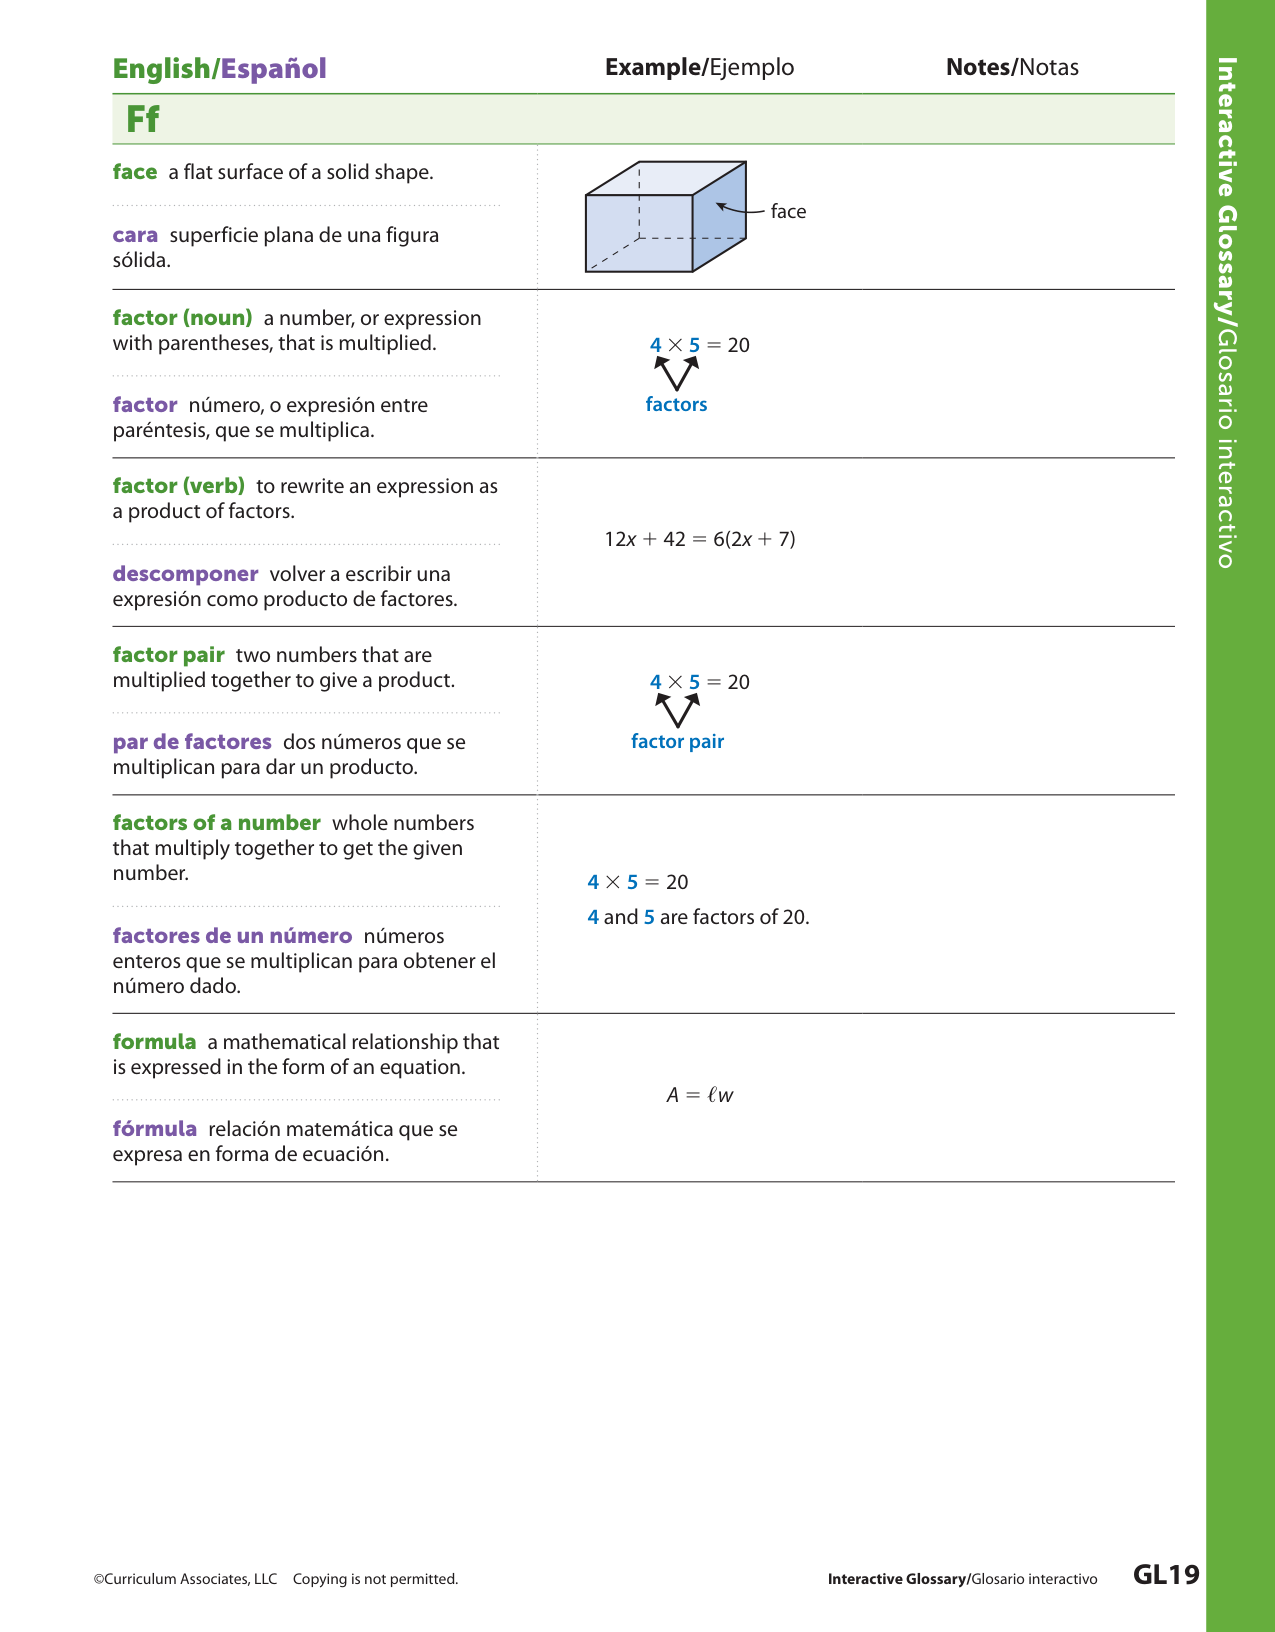 English/Español
Example/Ejemplo
Notes/Notas
Ff
face a flat surface of a solid shape.
cara superficie plana de una figura
sólida.
face
factor (noun) a number, or expression
with parentheses, that is multiplied.
factor número, o expresión entre
paréntesis, que se multiplica.
4 × 5 = 20
factors
factor (verb) to rewrite an expression as
a product of factors.
descomponer volver a escribir una
expresión como producto de factores.
12x + 42 = 6(2x + 7)
factor pair two numbers that are
multiplied together to give a product.
par de factores dos números que se
multiplican para dar un producto.
4 × 5 = 20
factor pair
factors of a number whole numbers
that multiply together to get the given
number.
factores de un número números
enteros que se multiplican para obtener el
número dado.
4 × 5 = 20
4 and 5 are factors of 20.
formula a mathematical relationship that
is expressed in the form of an equation.
fórmula relación matemática que se
expresa en forma de ecuación.
A = ℓw
Interactive Glossary/Glosario interactivo
©Curriculum Associates, LLC Copying is not permitted.
Interactive Glossary/Glosario interactivo
GL19